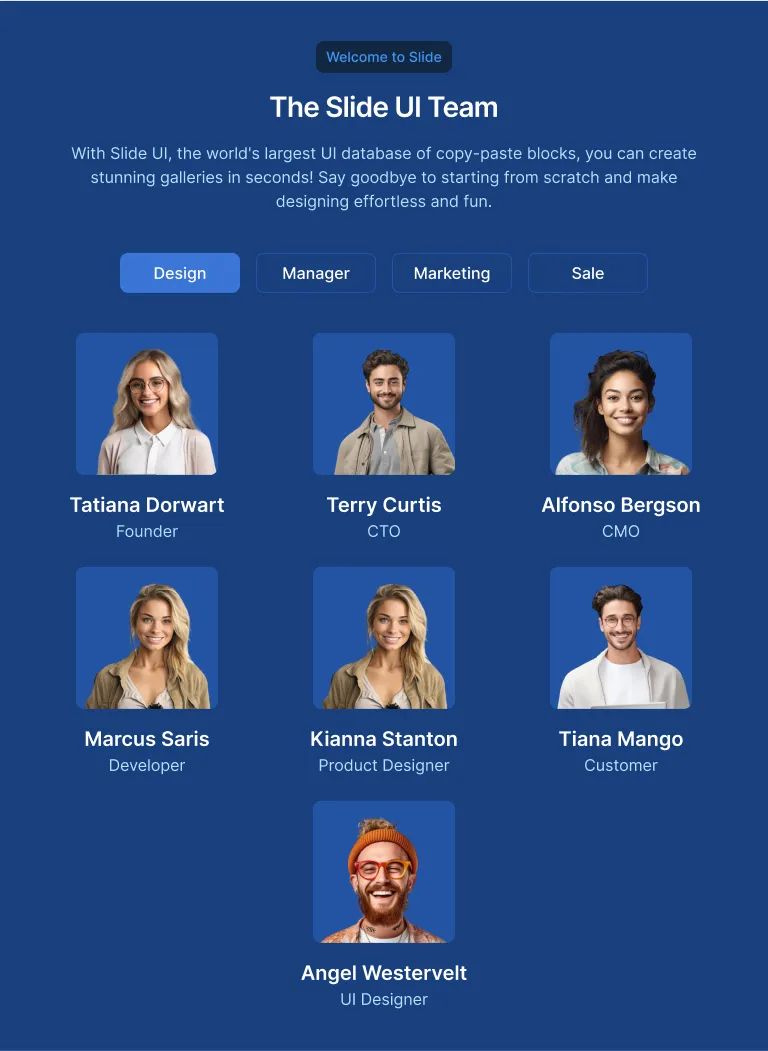 Welcome to Slide
The Slide UI Team
With Slide UI, the world's largest UI database of copy-paste blocks, you can create
stunning galleries in seconds! Say goodbye to starting from scratch and make
designing effortless and fun.
Design Manager Marketing Sale
Tatiana Dorwart Terry Curtis Alfonso Bergson
Founder CTO CMO
Marcus Saris Kianna Stanton Tiana Mango
Developer Product Designer Customer
Angel Westervelt
UI Designer